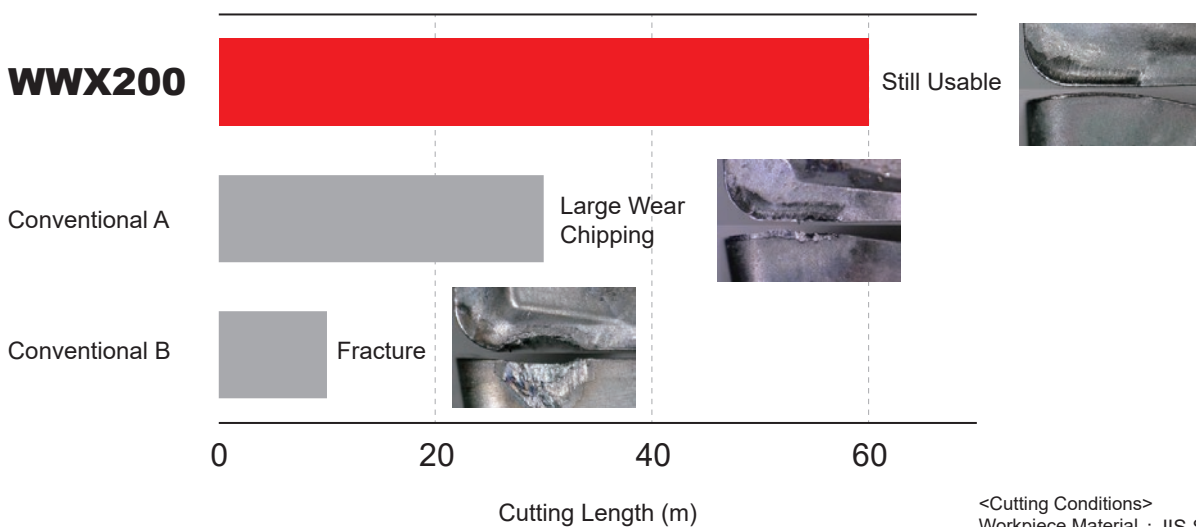 WWX200
Still Usable
Conventional A
Large Wear
Chipping
Conventional B
Fracture
0 20 40 60
Cutting Length (m)
<Cutting Conditions>
Workpiece Material : JIS